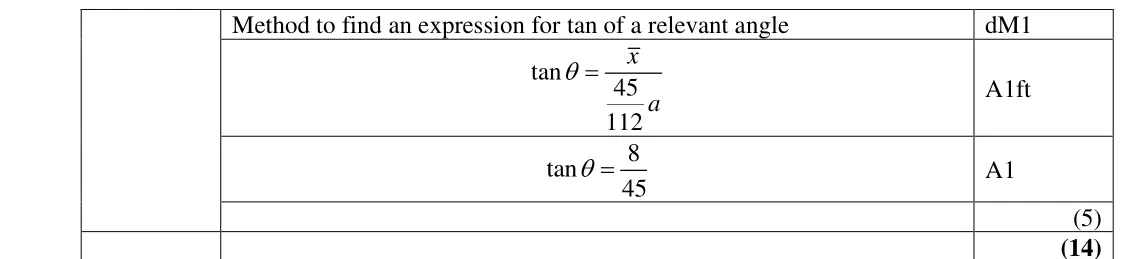 Method to find an expression for tan of a relevant angle dM1
tan θ = x̄ / (45/112 a) A1ft
tan θ = 8/45 A1
(5)
(14)